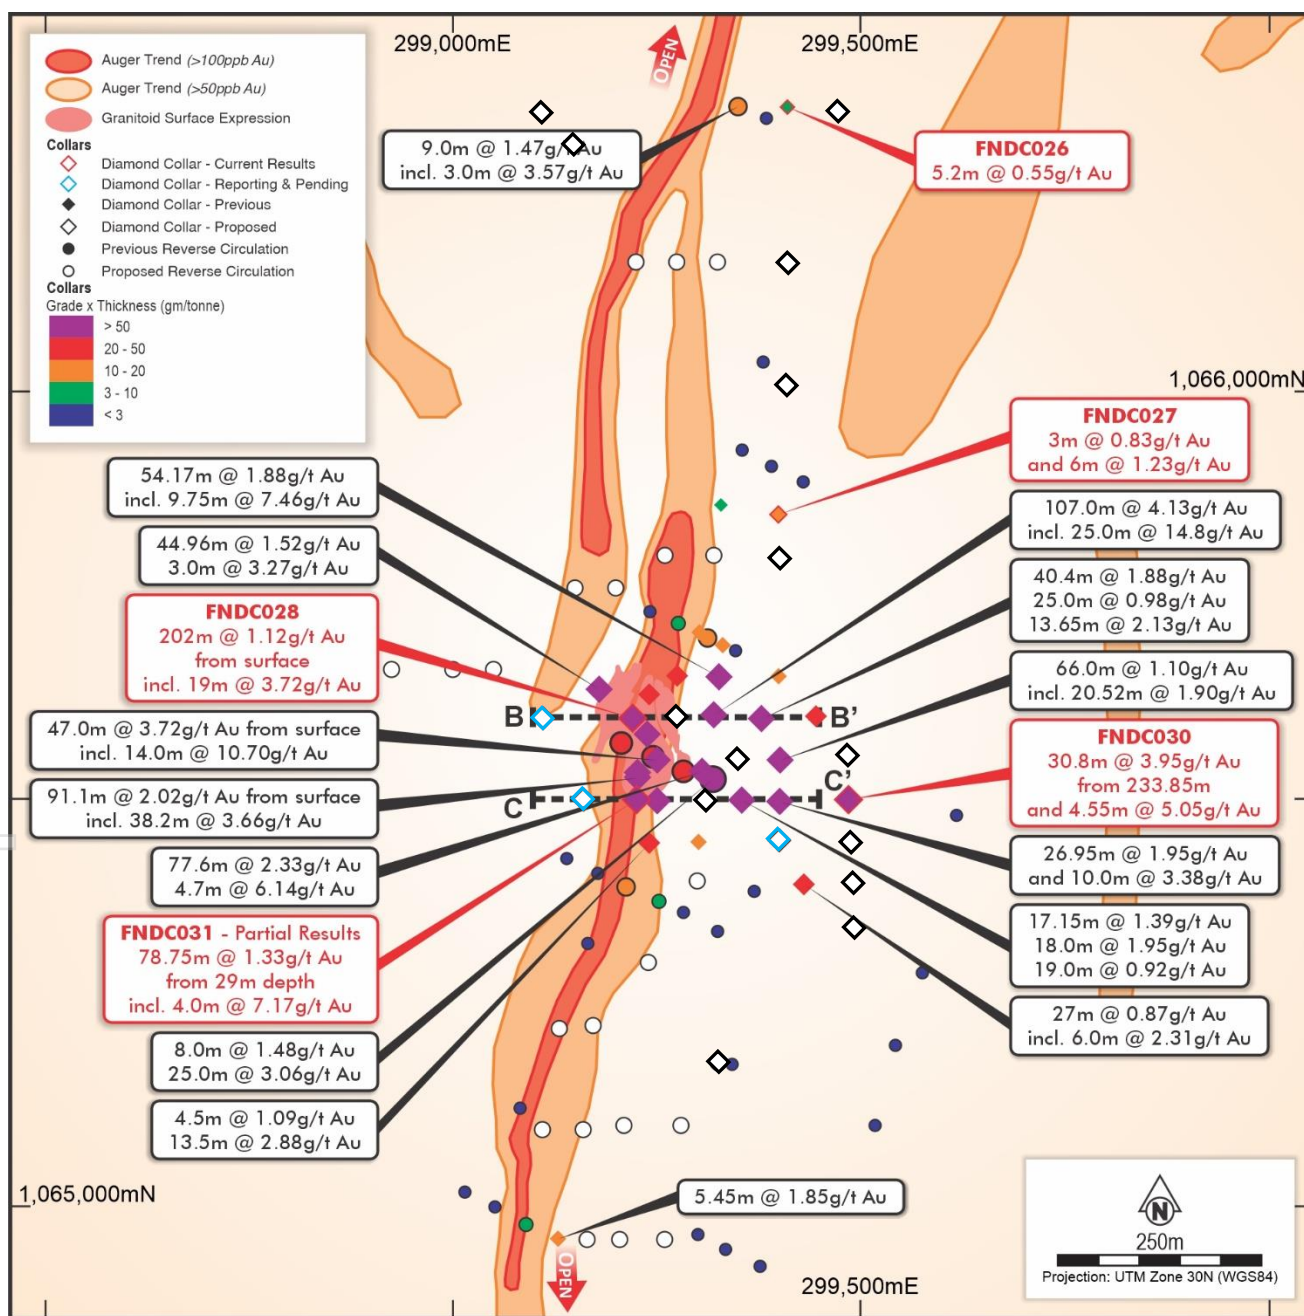 299,000mE
299,500mE
Auger Trend (>100ppb Au)
Auger Trend (>50ppb Au)
Granitoid Surface Expression
Collars
Diamond Collar - Current Results
Diamond Collar - Reporting & Pending
Diamond Collar - Previous
Diamond Collar - Proposed
Previous Reverse Circulation
Proposed Reverse Circulation
Collars
Grade x Thickness (gm/tonne)
> 50
20 - 50
10 - 20
3 - 10
< 3
OPEN
9.0m @ 1.47g/t Au
incl. 3.0m @ 3.57g/t Au
FNDC026
5.2m @ 0.55g/t Au
1,066,000mN
FNDC027
3m @ 0.83g/t Au
and 6m @ 1.23g/t Au
54.17m @ 1.88g/t Au
incl. 9.75m @ 7.46g/t Au
44.96m @ 1.52g/t Au
3.0m @ 3.27g/t Au
FNDC028
202m @ 1.12g/t Au
from surface
incl. 19m @ 3.72g/t Au
47.0m @ 3.72g/t Au from surface
incl. 14.0m @ 10.70g/t Au
91.1m @ 2.02g/t Au from surface
incl. 38.2m @ 3.66g/t Au
77.6m @ 2.33g/t Au
4.7m @ 6.14g/t Au
FNDC031 - Partial Results
78.75m @ 1.33g/t Au
from 29m depth
incl. 4.0m @ 7.17g/t Au
8.0m @ 1.48g/t Au
25.0m @ 3.06g/t Au
4.5m @ 1.09g/t Au
13.5m @ 2.88g/t Au
B
B'
C
C'
107.0m @ 4.13g/t Au
incl. 25.0m @ 14.8g/t Au
40.4m @ 1.88g/t Au
25.0m @ 0.98g/t Au
13.65m @ 2.13g/t Au
66.0m @ 1.10g/t Au
incl. 20.52m @ 1.90g/t Au
FNDC030
30.8m @ 3.95g/t Au
from 233.85m
and 4.55m @ 5.05g/t Au
26.95m @ 1.95g/t Au
and 10.0m @ 3.38g/t Au
17.15m @ 1.39g/t Au
18.0m @ 1.95g/t Au
19.0m @ 0.92g/t Au
27m @ 0.87g/t Au
incl. 6.0m @ 2.31g/t Au
1,065,000mN
5.45m @ 1.85g/t Au
OPEN
299,500mE
N
250m
Projection: UTM Zone 30N (WGS84)